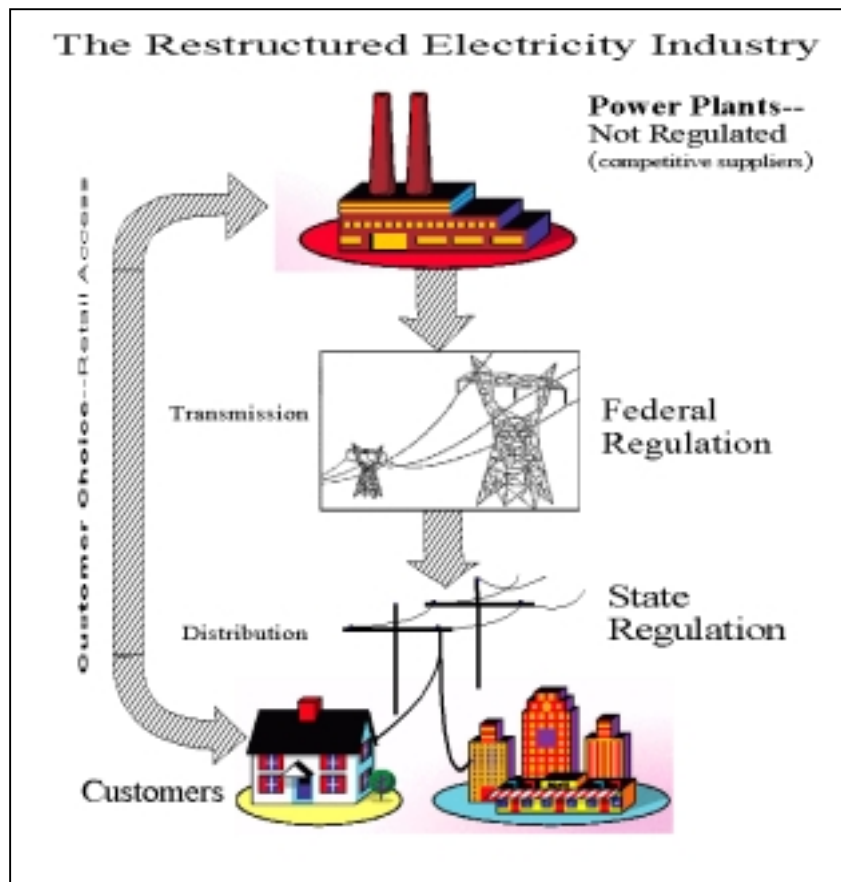 The Restructured Electricity Industry
Power Plants--
Not Regulated
(competitive suppliers)
Customer Choice--Retail Access
Transmission
Federal
Regulation
Distribution
State
Regulation
Customers